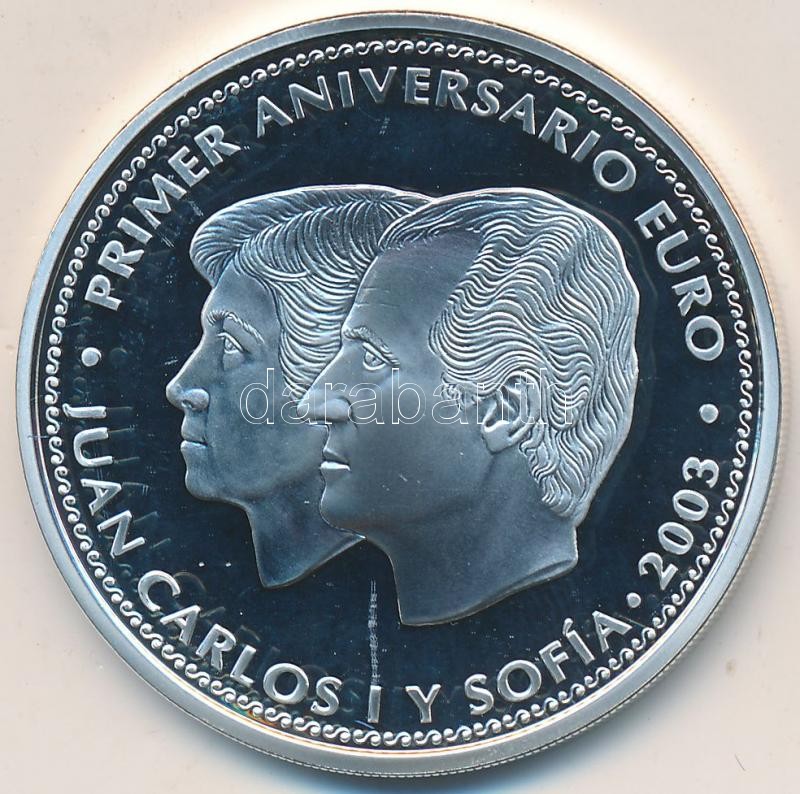 • PRIMER ANIVERSARIO EURO •
JUAN CARLOS I Y SOFÍA • 2003
darabanth